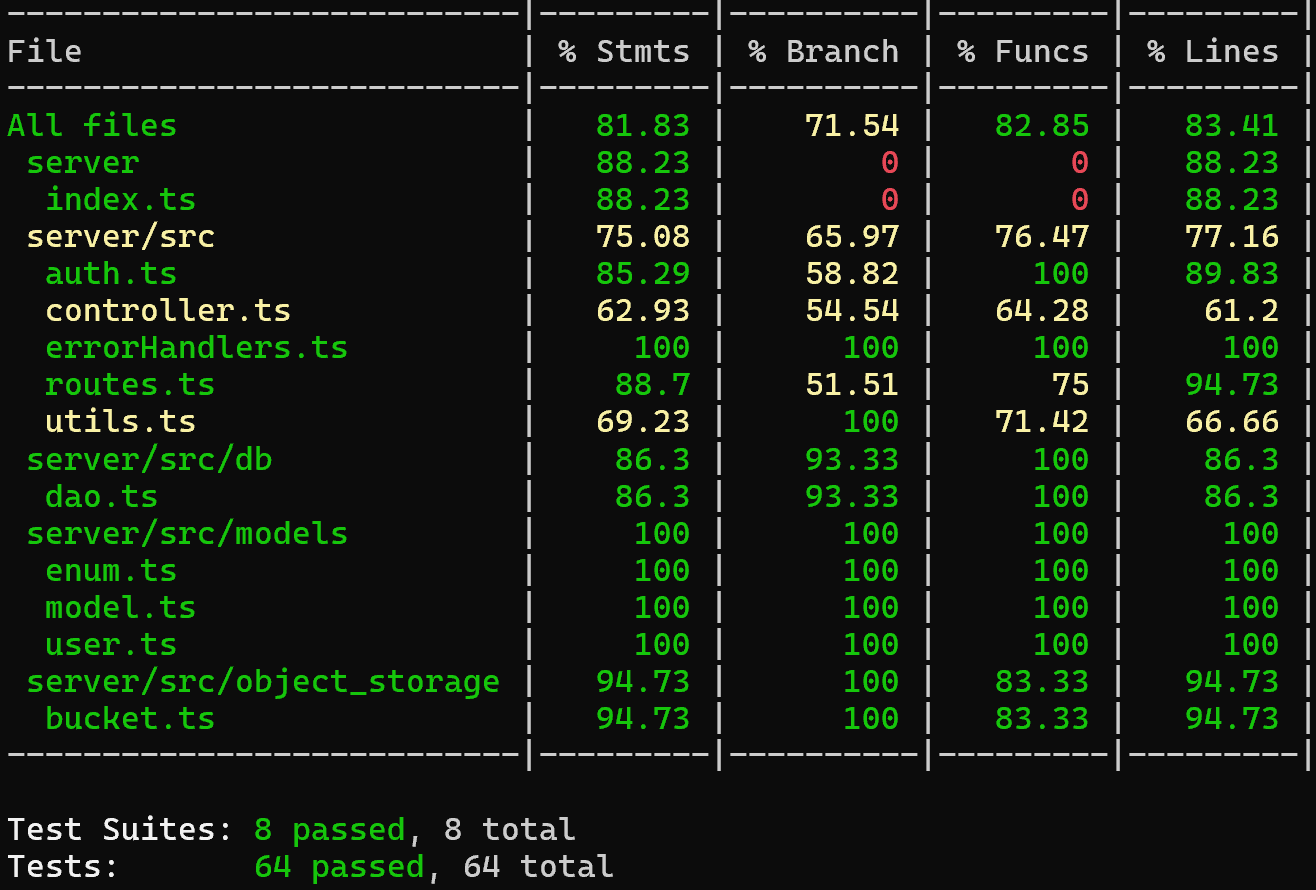 ---------------------------|---------|----------|---------|---------|
File                       | % Stmts | % Branch | % Funcs | % Lines |
---------------------------|---------|----------|---------|---------|
All files                  |   81.83 |    71.54 |   82.85 |   83.41 |
 server                    |   88.23 |        0 |       0 |   88.23 |
  index.ts                 |   88.23 |        0 |       0 |   88.23 |
 server/src                |   75.08 |    65.97 |   76.47 |   77.16 |
  auth.ts                  |   85.29 |    58.82 |     100 |   89.83 |
  controller.ts            |   62.93 |    54.54 |   64.28 |    61.2 |
  errorHandlers.ts         |     100 |      100 |     100 |     100 |
  routes.ts                |    88.7 |    51.51 |      75 |   94.73 |
  utils.ts                 |   69.23 |      100 |   71.42 |   66.66 |
 server/src/db             |    86.3 |    93.33 |     100 |    86.3 |
  dao.ts                   |    86.3 |    93.33 |     100 |    86.3 |
 server/src/models         |     100 |      100 |     100 |     100 |
  enum.ts                  |     100 |      100 |     100 |     100 |
  model.ts                 |     100 |      100 |     100 |     100 |
  user.ts                  |     100 |      100 |     100 |     100 |
 server/src/object_storage |   94.73 |      100 |   83.33 |   94.73 |
  bucket.ts                |   94.73 |      100 |   83.33 |   94.73 |
---------------------------|---------|----------|---------|---------|
Test Suites: 8 passed, 8 total
Tests:       64 passed, 64 total